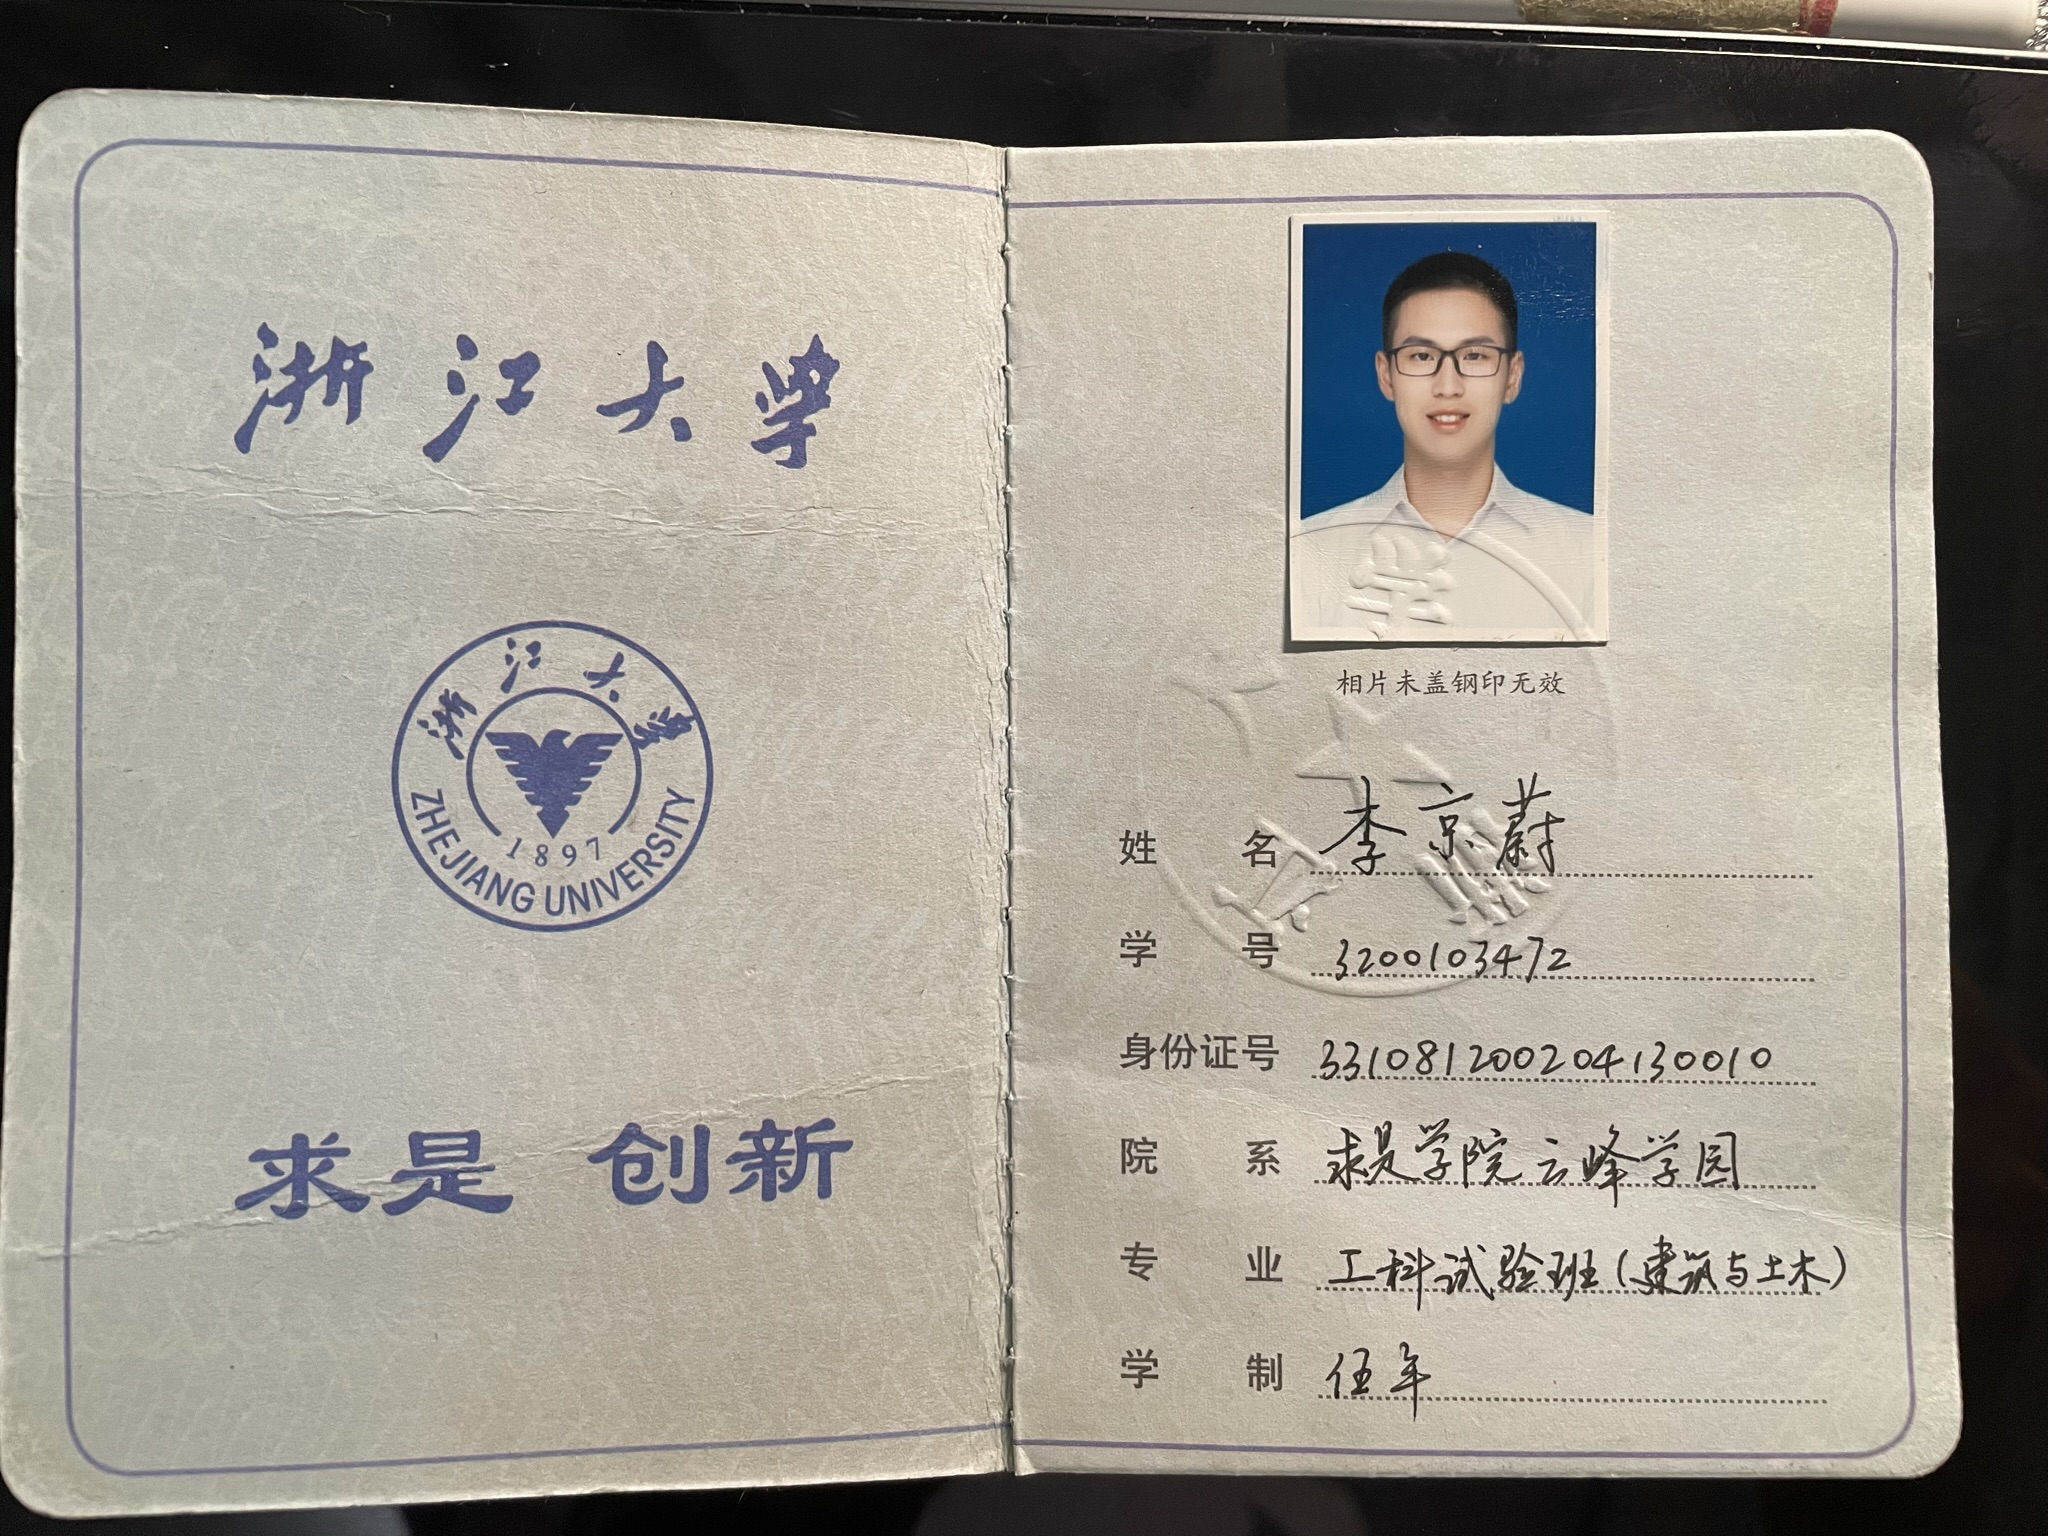 浙江大学
浙江大学
1897
ZHEJIANG UNIVERSITY
求是 创新
相片未盖钢印无效
姓名 李京蔚
学号 3200103472
身份证号 331081200204130010
院系 求是学院云峰学园
专业 工科试验班(建筑与土木)
学制 伍年